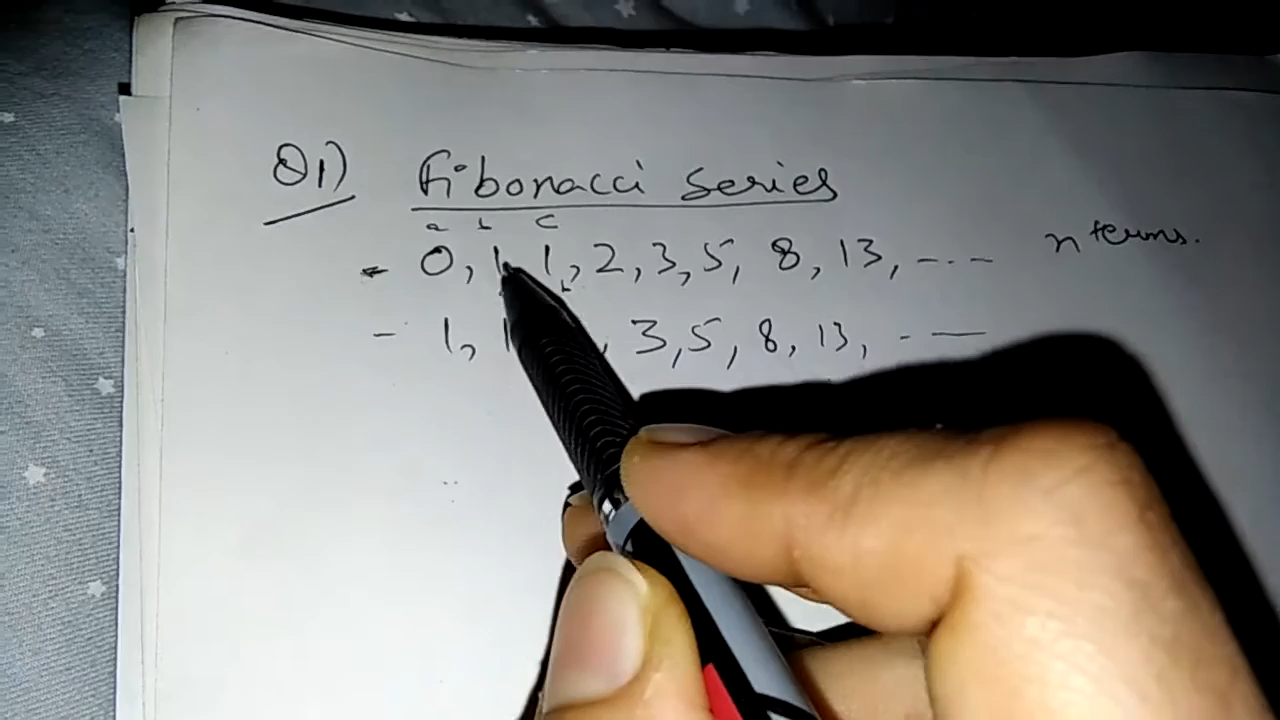 Q1) Fibonacci series
a b c
- 0, 1, 1, 2, 3, 5, 8, 13, -.-- n terms.
- 1, 1 , 3, 5, 8, 13, - —